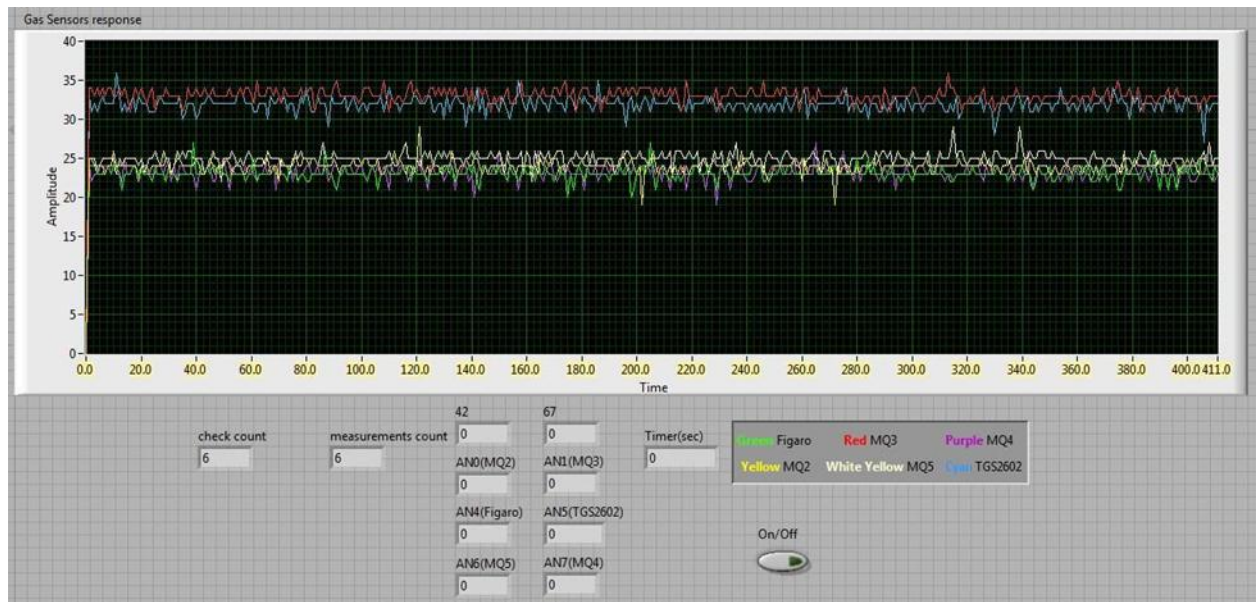 Gas Sensors response
40
35
30
25
20
15
10
5
0
Amplitude
0.0 20.0 40.0 60.0 80.0 100.0 120.0 140.0 160.0 180.0 200.0 220.0 240.0 260.0 280.0 300.0 320.0 340.0 360.0 380.0 400.0 411.0
Time
42 67
check count measurements count 0 0 Timer(sec)
6 6 0
AN0(MQ2) AN1(MQ3)
0 0
AN4(Figaro) AN5(TGS2602)
0 0
AN6(MQ5) AN7(MQ4)
0 0
Green Figaro Red MQ3 Purple MQ4
Yellow MQ2 White Yellow MQ5 Cyan TGS2602
On/Off